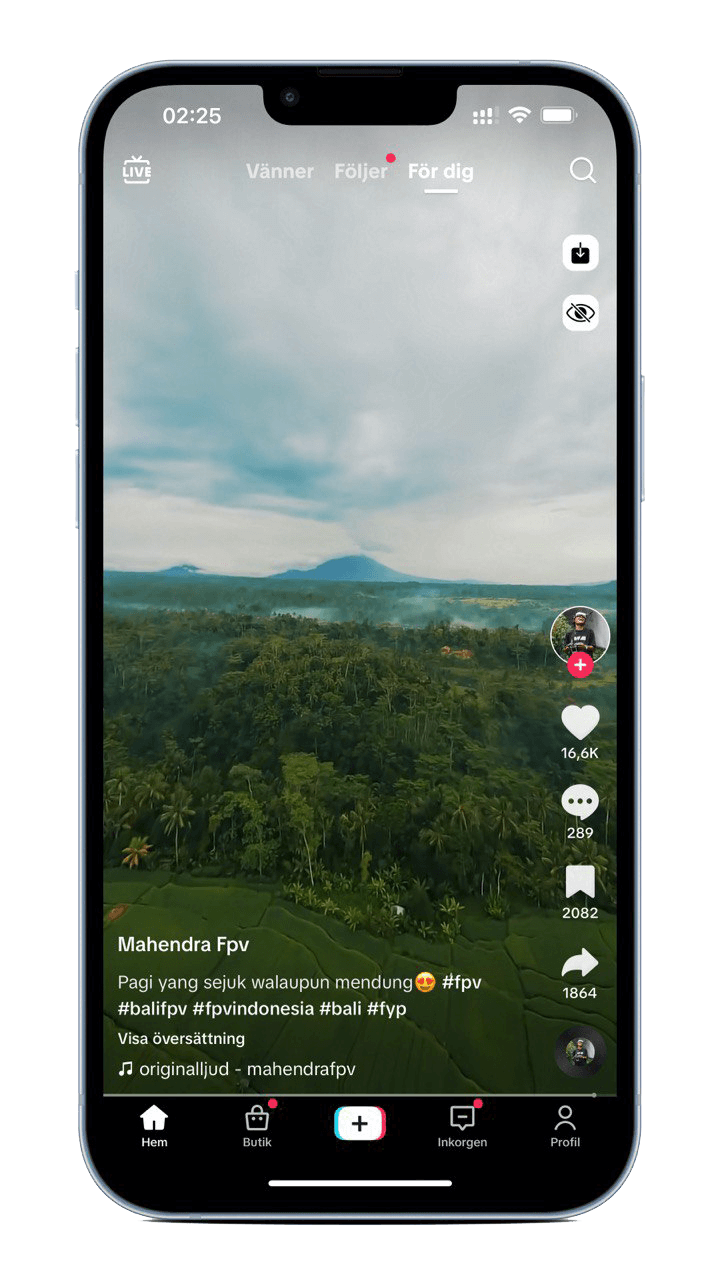 02:25
LIVE
Vänner Följer För dig
16,6K
289
2082
1864
Mahendra Fpv
Pagi yang sejuk walaupun mendung😍 #fpv
#balifpv #fpvindonesia #bali #fyp
Visa översättning
originalljud - mahendrafpv
Hem Butik Inkorgen Profil